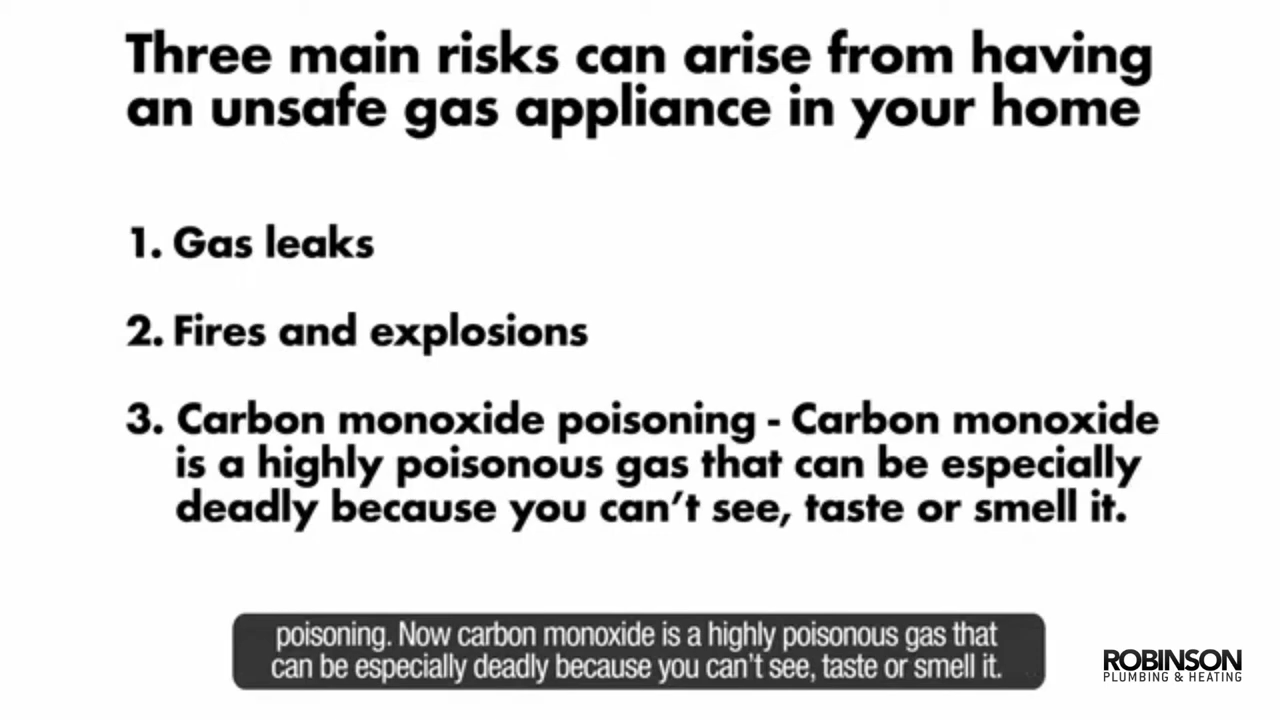 Three main risks can arise from having
an unsafe gas appliance in your home
1. Gas leaks
2. Fires and explosions
3. Carbon monoxide poisoning - Carbon monoxide
is a highly poisonous gas that can be especially
deadly because you can’t see, taste or smell it.
poisoning. Now carbon monoxide is a highly poisonous gas that
can be especially deadly because you can’t see, taste or smell it.
ROBINSON
PLUMBING & HEATING